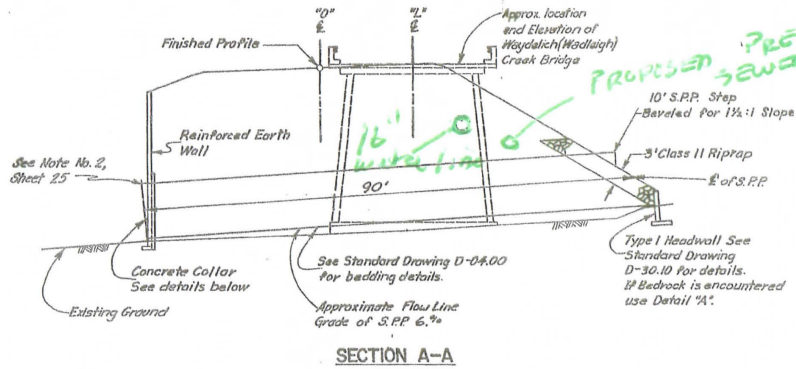 "O"
℄
"L"
℄
Approx. location
and Elevation of
Waydalich(Wadleigh)
Creek Bridge
Finished Profile
PROPOSED PRE
SEWE
10' S.P.P. Step
Beveled for 1½:1 Slope
16"
water line
Reinforced Earth
Wall
3' Class II Riprap
See Note No. 2,
Sheet 25
90'
℄ of S.P.P.
Concrete Collar
See details below
See Standard Drawing D-04.00
for bedding details.
Type I Headwall See
Standard Drawing
D-30.10 for details.
If Bedrock is encountered
use Detail "A".
Existing Ground
Approximate Flow Line
Grade of S.P.P. 6.%
SECTION A-A